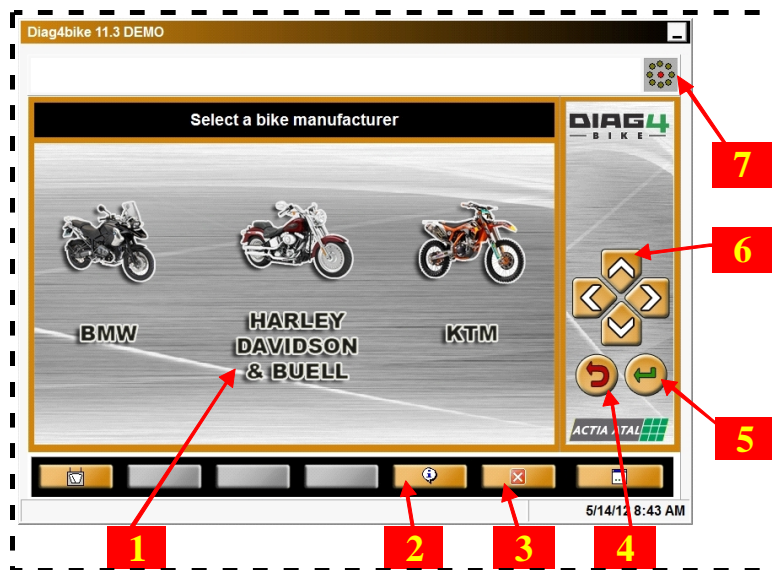 Diag4bike 11.3 DEMO
Select a bike manufacturer
DIAG4
BIKE
7
6
BMW
HARLEY
DAVIDSON
& BUELL
KTM
ACTIA ATAL
5
5/14/12 8:43 AM
1
2
3
4